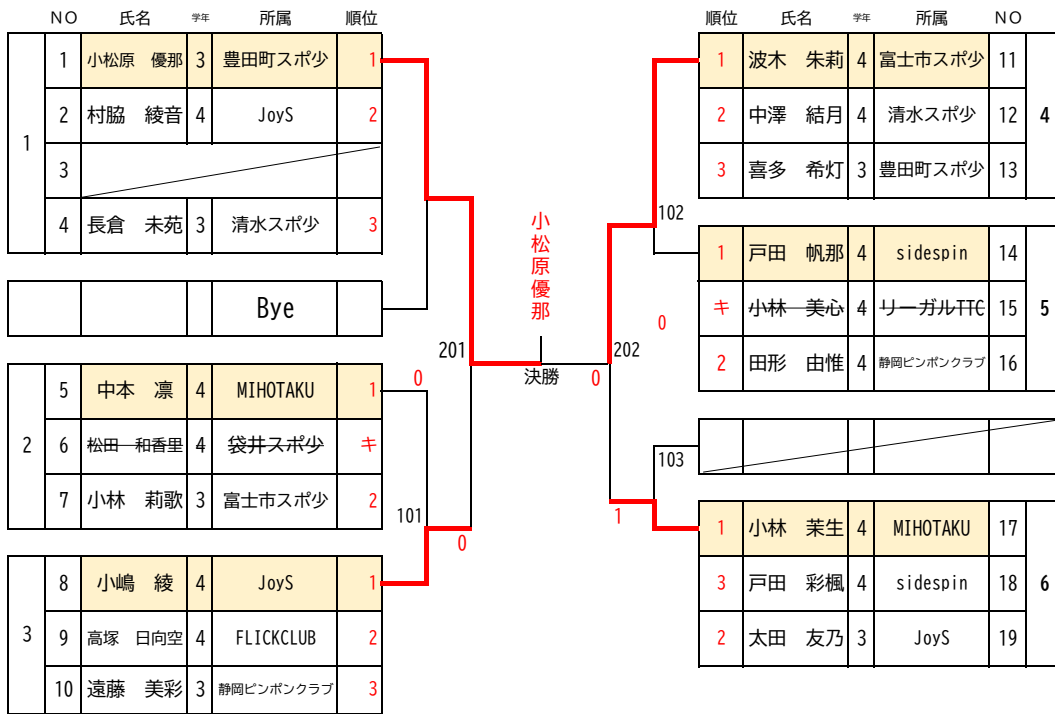 NO 氏名 学年 所属 順位
1
1 小松原 優那 3 豊田町スポ少 1
2 村脇 綾音 4 JoyS 2
3
4 長倉 未苑 3 清水スポ少 3
Bye
2
5 中本 凛 4 MIHOTAKU 1
6 松田 和香里 4 袋井スポ少 キ
7 小林 莉歌 3 富士市スポ少 2
3
8 小嶋 綾 4 JoyS 1
9 高塚 日向空 4 FLICKCLUB 2
10 遠藤 美彩 3 静岡ピンポンクラブ 3
201
0
101
0
小松原優那
決勝
0
102
0
202
103
1
順位 氏名 学年 所属 NO
1 波木 朱莉 4 富士市スポ少 11
2 中澤 結月 4 清水スポ少 12
3 喜多 希灯 3 豊田町スポ少 13
4
1 戸田 帆那 4 sidespin 14
キ 小林 美心 4 リーガルTTC 15
2 田形 由惟 4 静岡ピンポンクラブ 16
5
1 小林 茉生 4 MIHOTAKU 17
3 戸田 彩楓 4 sidespin 18
2 太田 友乃 3 JoyS 19
6